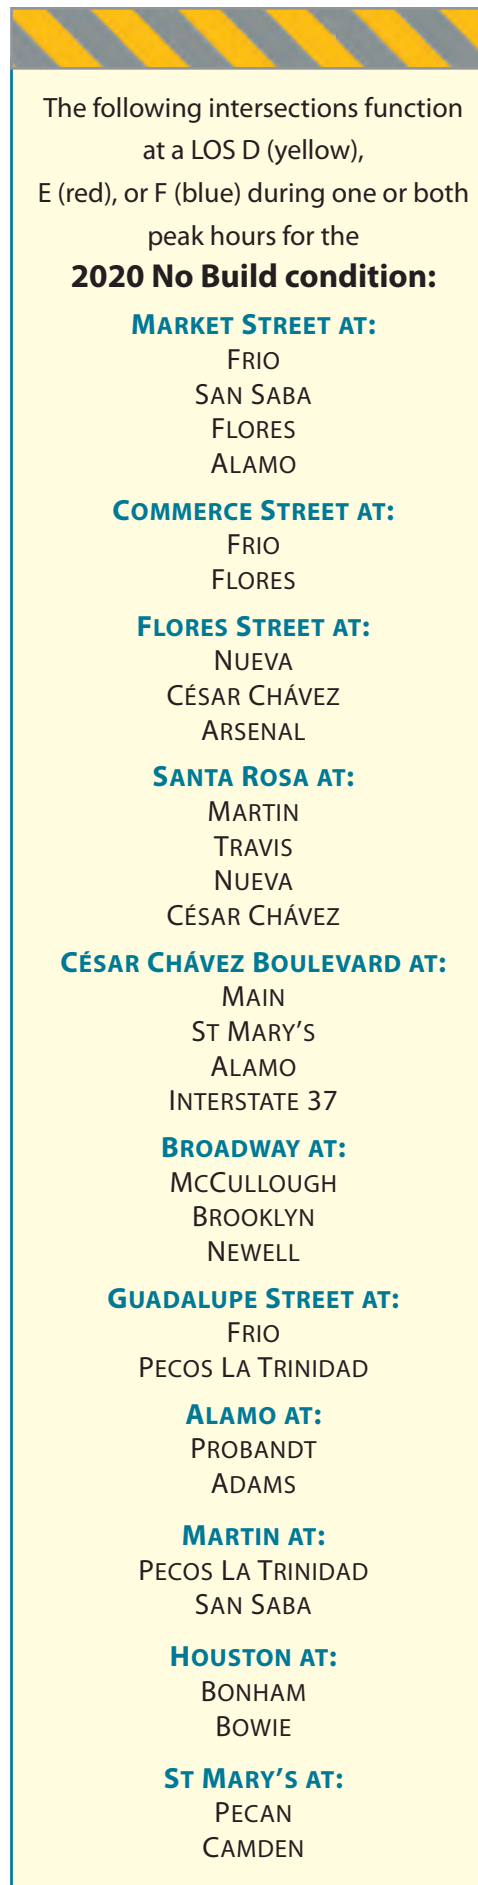 The following intersections function
at a LOS D (yellow),
E (red), or F (blue) during one or both
peak hours for the
2020 No Build condition:
MARKET STREET AT:
FRIO
SAN SABA
FLORES
ALAMO
COMMERCE STREET AT:
FRIO
FLORES
FLORES STREET AT:
NUEVA
CÉSAR CHÁVEZ
ARSENAL
SANTA ROSA AT:
MARTIN
TRAVIS
NUEVA
CÉSAR CHÁVEZ
CÉSAR CHÁVEZ BOULEVARD AT:
MAIN
ST MARY'S
ALAMO
INTERSTATE 37
BROADWAY AT:
MCCULLOUGH
BROOKLYN
NEWELL
GUADALUPE STREET AT:
FRIO
PECOS LA TRINIDAD
ALAMO AT:
PROBANDT
ADAMS
MARTIN AT:
PECOS LA TRINIDAD
SAN SABA
HOUSTON AT:
BONHAM
BOWIE
ST MARY'S AT:
PECAN
CAMDEN